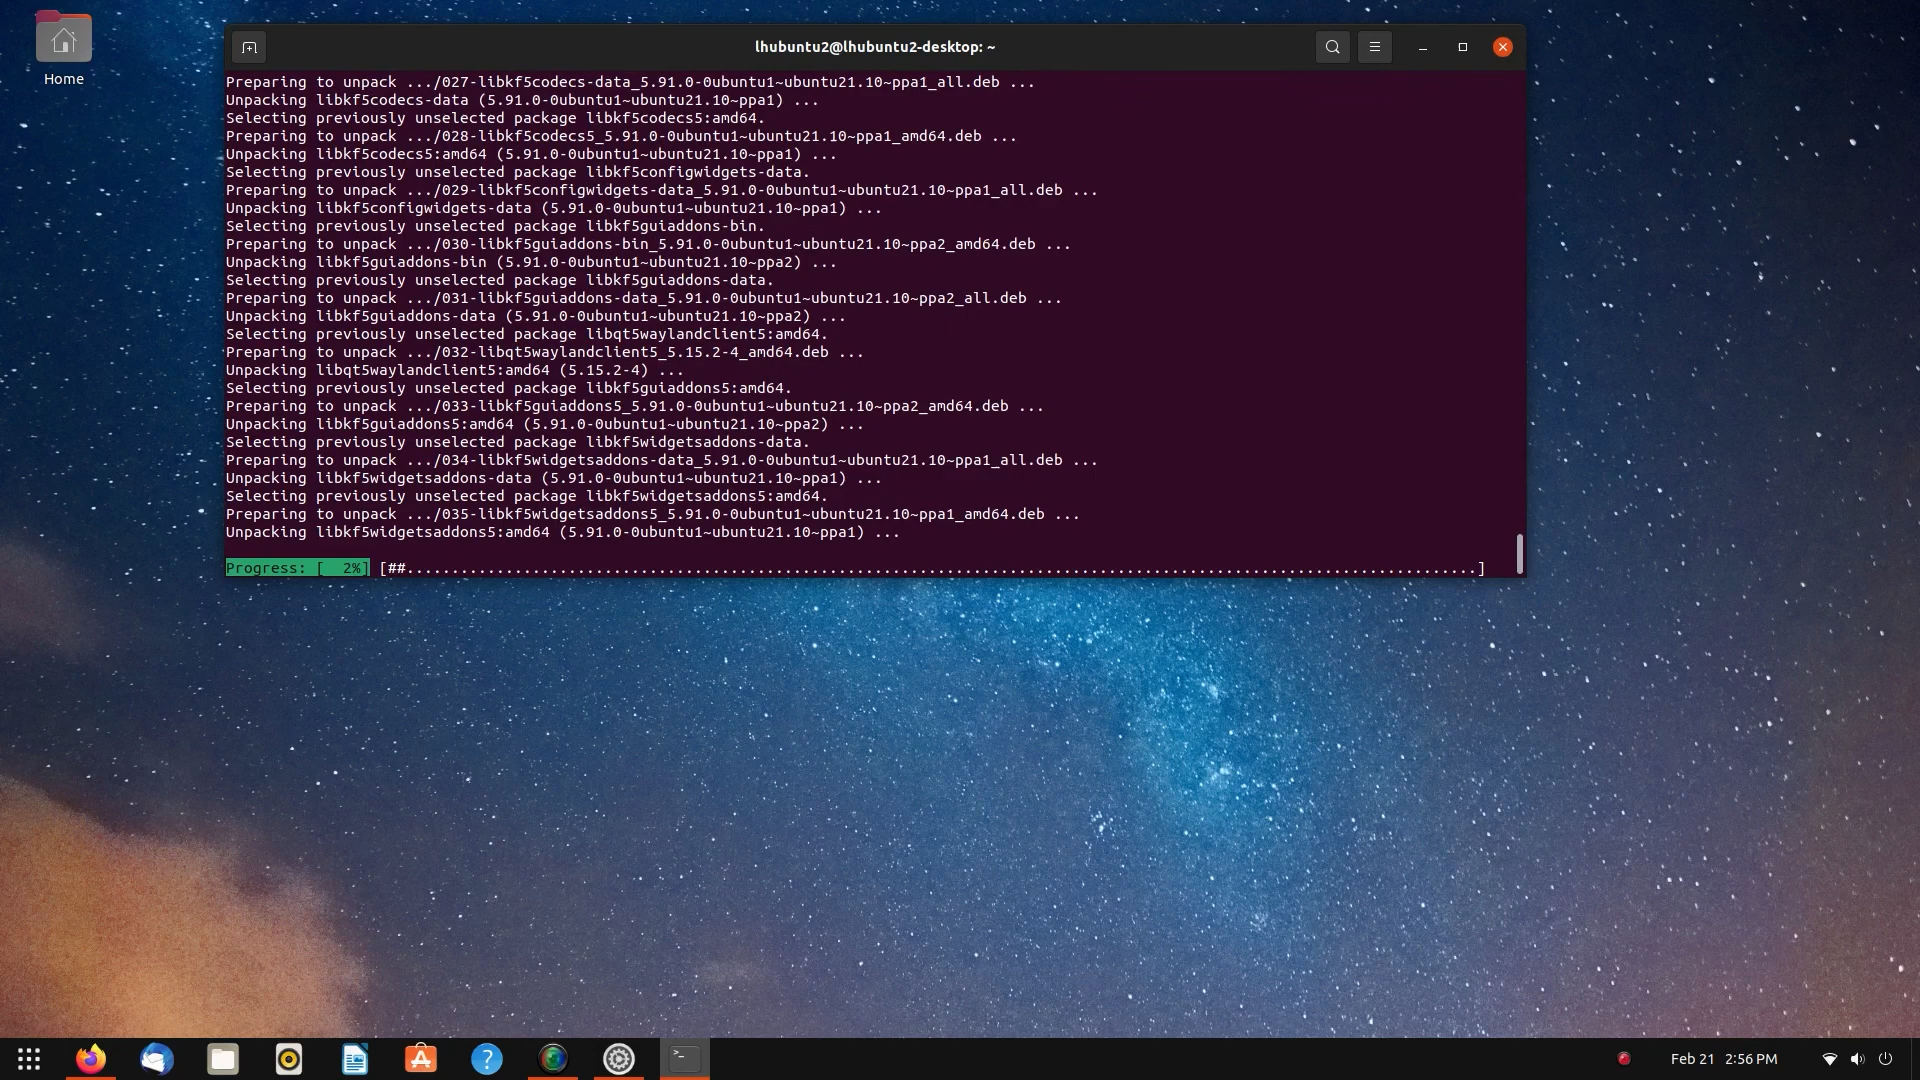 lhubuntu2@lhubuntu2-desktop: ~
Home
Preparing to unpack .../027-libkf5codecs-data_5.91.0-0ubuntu1~ubuntu21.10~ppa1_all.deb ...
Unpacking libkf5codecs-data (5.91.0-0ubuntu1~ubuntu21.10~ppa1) ...
Selecting previously unselected package libkf5codecs5:amd64.
Preparing to unpack .../028-libkf5codecs5_5.91.0-0ubuntu1~ubuntu21.10~ppa1_amd64.deb ...
Unpacking libkf5codecs5:amd64 (5.91.0-0ubuntu1~ubuntu21.10~ppa1) ...
Selecting previously unselected package libkf5configwidgets-data.
Preparing to unpack .../029-libkf5configwidgets-data_5.91.0-0ubuntu1~ubuntu21.10~ppa1_all.deb ...
Unpacking libkf5configwidgets-data (5.91.0-0ubuntu1~ubuntu21.10~ppa1) ...
Selecting previously unselected package libkf5guiaddons-bin.
Preparing to unpack .../030-libkf5guiaddons-bin_5.91.0-0ubuntu1~ubuntu21.10~ppa2_amd64.deb ...
Unpacking libkf5guiaddons-bin (5.91.0-0ubuntu1~ubuntu21.10~ppa2) ...
Selecting previously unselected package libkf5guiaddons-data.
Preparing to unpack .../031-libkf5guiaddons-data_5.91.0-0ubuntu1~ubuntu21.10~ppa2_all.deb ...
Unpacking libkf5guiaddons-data (5.91.0-0ubuntu1~ubuntu21.10~ppa2) ...
Selecting previously unselected package libqt5waylandclient5:amd64.
Preparing to unpack .../032-libqt5waylandclient5_5.15.2-4_amd64.deb ...
Unpacking libqt5waylandclient5:amd64 (5.15.2-4) ...
Selecting previously unselected package libkf5guiaddons5:amd64.
Preparing to unpack .../033-libkf5guiaddons5_5.91.0-0ubuntu1~ubuntu21.10~ppa2_amd64.deb ...
Unpacking libkf5guiaddons5:amd64 (5.91.0-0ubuntu1~ubuntu21.10~ppa2) ...
Selecting previously unselected package libkf5widgetsaddons-data.
Preparing to unpack .../034-libkf5widgetsaddons-data_5.91.0-0ubuntu1~ubuntu21.10~ppa1_all.deb ...
Unpacking libkf5widgetsaddons-data (5.91.0-0ubuntu1~ubuntu21.10~ppa1) ...
Selecting previously unselected package libkf5widgetsaddons5:amd64.
Preparing to unpack .../035-libkf5widgetsaddons5_5.91.0-0ubuntu1~ubuntu21.10~ppa1_amd64.deb ...
Unpacking libkf5widgetsaddons5:amd64 (5.91.0-0ubuntu1~ubuntu21.10~ppa1) ...
Progress: [  2%] [##.......................................................................................................................]
Feb 21 2:56 PM